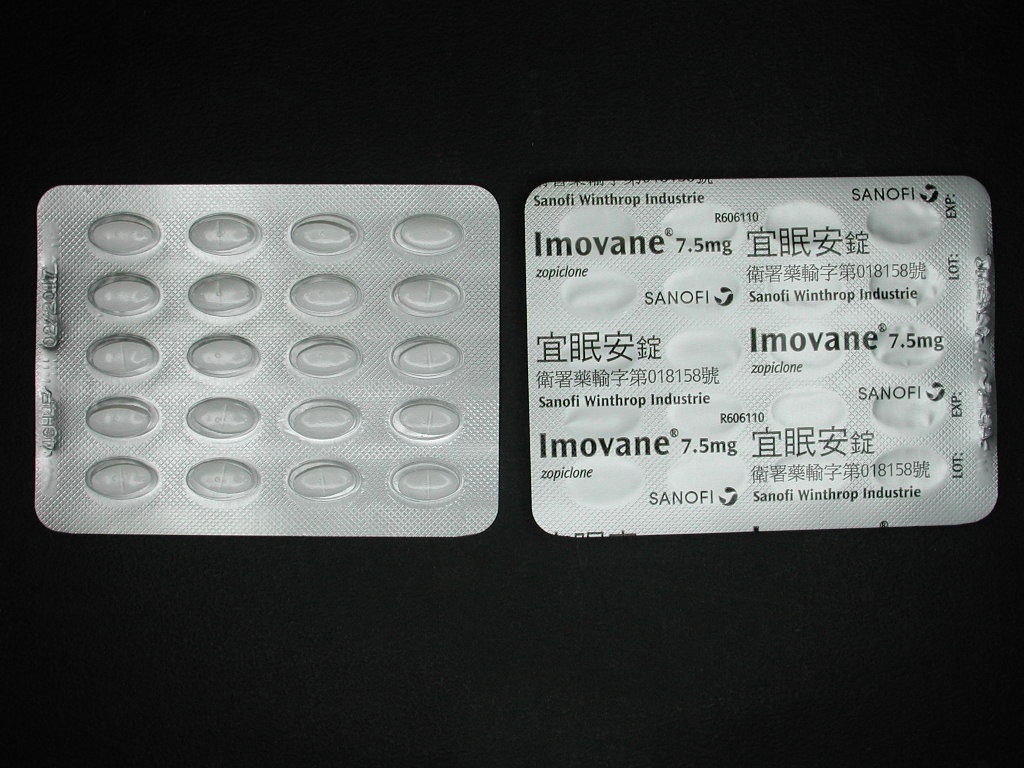 Sanofi Winthrop Industrie
SANOFI
EXP:
R606110
Imovane® 7.5mg
zopiclone
宜眠安錠
衛署藥輸字第018158號
Sanofi Winthrop Industrie
LOT:
SANOFI
宜眠安錠
衛署藥輸字第018158號
Sanofi Winthrop Industrie
Imovane® 7.5mg
zopiclone
SANOFI
EXP:
R606110
Imovane® 7.5mg
zopiclone
宜眠安錠
衛署藥輸字第018158號
Sanofi Winthrop Industrie
LOT:
SANOFI